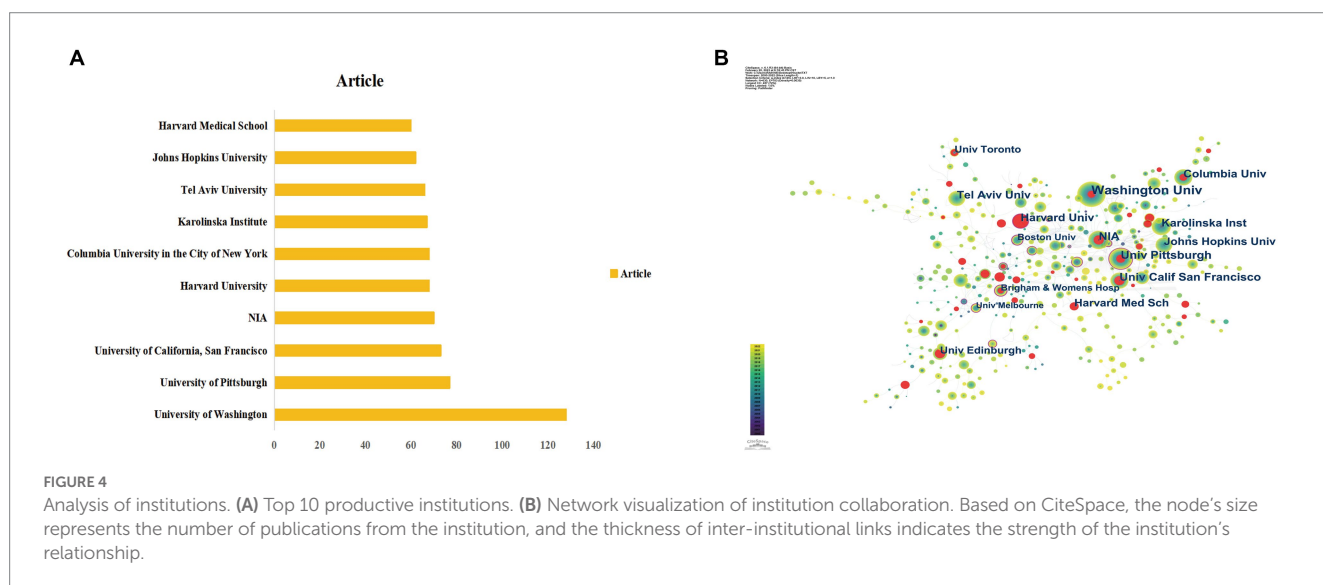 A
Article
Harvard Medical School
Johns Hopkins University
Tel Aviv University
Karolinska Institute
Columbia University in the City of New York
Harvard University
NIA
University of California, San Francisco
University of Pittsburgh
University of Washington
0 20 40 60 80 100 120 140
Article
B
Univ Toronto
Columbia Univ
Washington Univ
Tel Aviv Univ
Harvard Univ
Karolinska Inst
Boston Univ
NIA
Johns Hopkins Univ
Univ Pittsburgh
Univ Calif San Francisco
Brigham & Womens Hosp
Harvard Med Sch
Univ Melbourne
Univ Edinburgh
CiteSpace
FIGURE 4
Analysis of institutions. (A) Top 10 productive institutions. (B) Network visualization of institution collaboration. Based on CiteSpace, the node’s size
represents the number of publications from the institution, and the thickness of inter-institutional links indicates the strength of the institution’s
relationship.